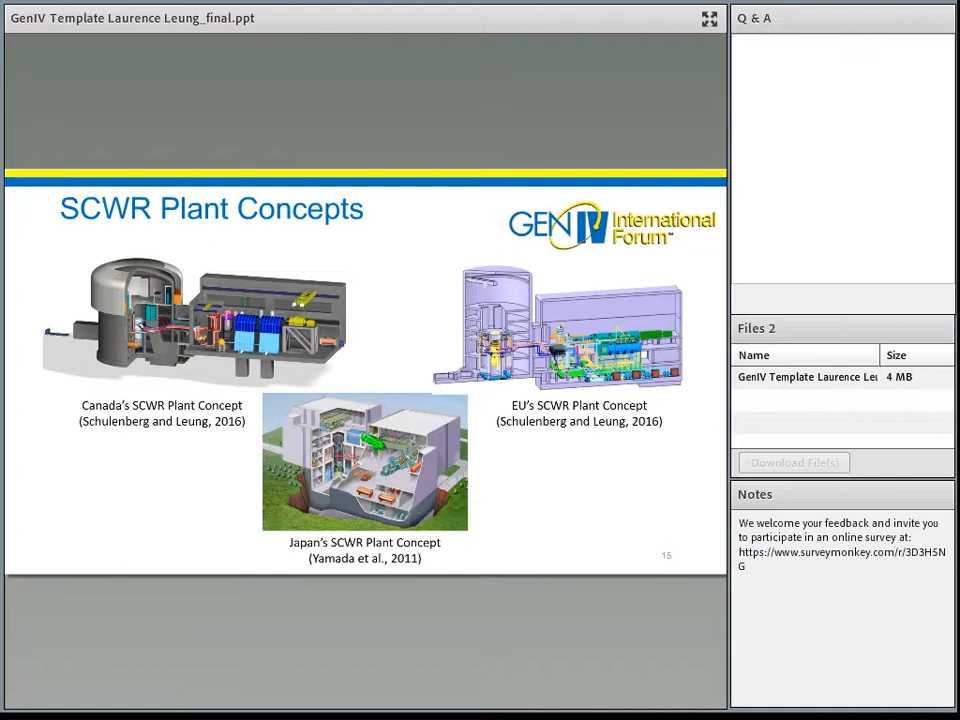 GenIV Template Laurence Leung_final.ppt
SCWR Plant Concepts
GEN IV International
Forum™
Canada's SCWR Plant Concept
(Schulenberg and Leung, 2016)
EU's SCWR Plant Concept
(Schulenberg and Leung, 2016)
Japan's SCWR Plant Concept
(Yamada et al., 2011)
15
Q & A
Files 2
Name Size
GenIV Template Laurence Leu 4 MB
Download File(s)
Notes
We welcome your feedback and invite you
to participate in an online survey at:
https://www.surveymonkey.com/r/3D3H5N
G